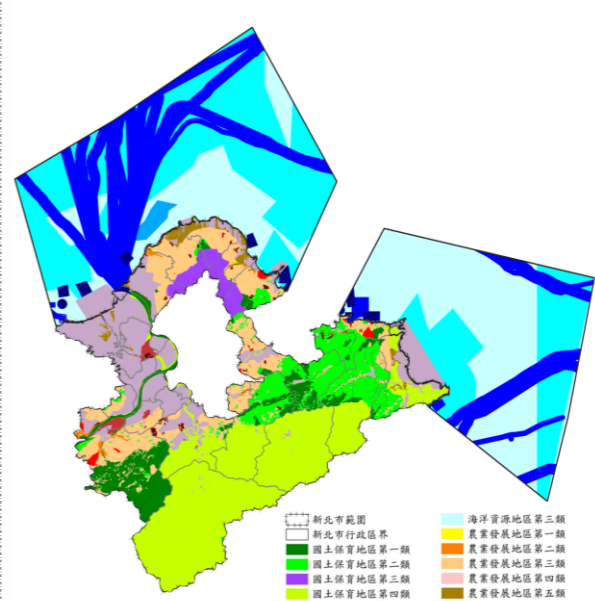 新北市範圍
新北市行政區界
國土保育地區第一類
國土保育地區第二類
國土保育地區第三類
國土保育地區第四類
海洋資源地區第三類
農業發展地區第一類
農業發展地區第二類
農業發展地區第三類
農業發展地區第四類
農業發展地區第五類